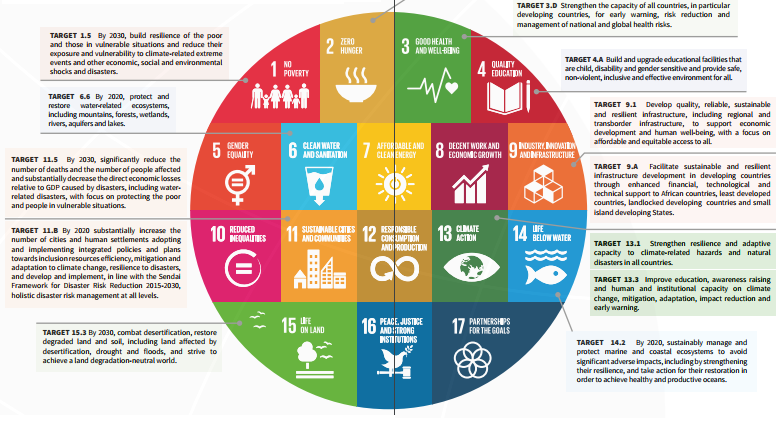 TARGET 3.D Strengthen the capacity of all countries, in particular
developing countries, for early warning, risk reduction and
management of national and global health risks.
TARGET 1.5 By 2030, build resilience of the poor
and those in vulnerable situations and reduce their
exposure and vulnerability to climate-related extreme
events and other economic, social and environmental
shocks and disasters.
TARGET 4.A Build and upgrade educational facilities that
are child, disability and gender sensitive and provide safe,
non-violent, inclusive and effective environment for all.
TARGET 6.6 By 2020, protect and
restore water-related ecosystems,
including mountains, forests, wetlands,
rivers, aquifers and lakes.
TARGET 9.1 Develop quality, reliable, sustainable
and resilient infrastructure, including regional and
transborder infrastructure, to support economic
development and human well-being, with a focus on
affordable and equitable access to all.
TARGET 11.5 By 2030, significantly reduce the
number of deaths and the number of people affected
and substantially decrease the direct economic losses
relative to GDP caused by disasters, including water-
related disasters, with focus on protecting the poor
and people in vulnerable situations.
TARGET 9.A Facilitate sustainable and resilient
infrastructure development in developing countries
through enhanced financial, technological and
technical support to African countries, least developed
countries, landlocked developing countries and small
island developing States.
TARGET 11.B By 2020 substantially increase the
number of cities and human settlements adopting
and implementing integrated policies and plans
towards inclusion resources efficiency, mitigation and
adaptation to climate change, resilience to disasters,
and develop and implement, in line with the Sendai
Framework for Disaster Risk Reduction 2015-2030,
holistic disaster risk management at all levels.
TARGET 13.1 Strengthen resilience and adaptive
capacity to climate-related hazards and natural
disasters in all countries.
TARGET 13.3 Improve education, awareness raising
and human and institutional capacity on climate
change, mitigation, adaptation, impact reduction and
early warning.
TARGET 15.3 By 2030, combat desertification, restore
degraded land and soil, including land affected by
desertification, drought and floods, and strive to
achieve a land degradation-neutral world.
TARGET 14.2 By 2020, sustainably manage and
protect marine and coastal ecosystems to avoid
significant adverse impacts, including by strengthening
their resilience, and take action for their restoration in
order to achieve healthy and productive oceans.
1 NO
POVERTY
2 ZERO
HUNGER
3 GOOD HEALTH
AND WELL-BEING
4 QUALITY
EDUCATION
5 GENDER
EQUALITY
6 CLEAN WATER
AND SANITATION
7 AFFORDABLE AND
CLEAN ENERGY
8 DECENT WORK AND
ECONOMIC GROWTH
9 INDUSTRY, INNOVATION
AND INFRASTRUCTURE
10 REDUCED
INEQUALITIES
11 SUSTAINABLE CITIES
AND COMMUNITIES
12 RESPONSIBLE
CONSUMPTION
AND PRODUCTION
13 CLIMATE
ACTION
14 LIFE
BELOW WATER
15 LIFE
ON LAND
16 PEACE, JUSTICE
AND STRONG
INSTITUTIONS
17 PARTNERSHIPS
FOR THE GOALS